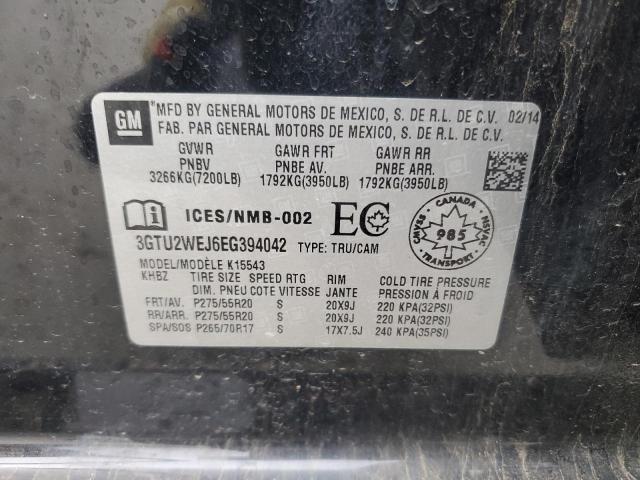 GM
MFD BY GENERAL MOTORS DE MEXICO, S. DE R.L. DE C.V. 02/14
FAB. PAR GENERAL MOTORS DE MEXICO, S. DE R.L. DE C.V.
GVWR GAWR FRT GAWR RR
PNBV PNBE AV. PNBE ARR.
3266KG(7200LB) 1792KG(3950LB) 1792KG(3950LB)
ICES/NMB-002 EC
CANADA
CMVSS 985 NSVAC
TRANSPORT
3GTU2WEJ6EG394042 TYPE: TRU/CAM
MODEL/MODÈLE K15543
KHBZ TIRE SIZE SPEED RTG RIM COLD TIRE PRESSURE
DIM. PNEU COTE VITESSE JANTE PRESSION À FROID
FRT/AV P275/55R20 S 20X9J 220 KPA(32PSI)
RR/ARR. P275/55R20 S 20X9J 220 KPA(32PSI)
SPA/SOS P265/70R17 S 17X7.5J 240 KPA(35PSI)